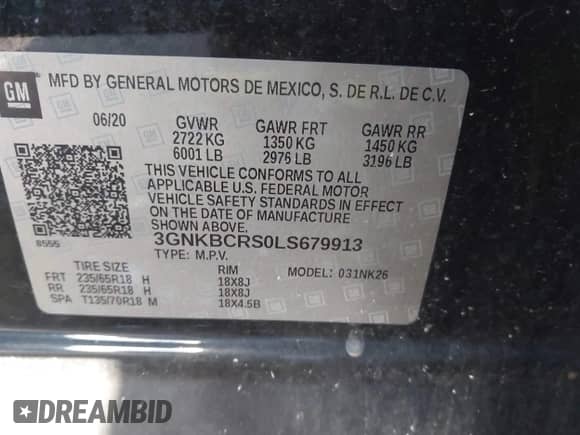 GM
MFD BY GENERAL MOTORS DE MEXICO, S. DE R.L. DE C.V.
06/20 GVWR GAWR FRT GAWR RR
2722 KG 1350 KG 1450 KG
6001 LB 2976 LB 3196 LB
THIS VEHICLE CONFORMS TO ALL
APPLICABLE U.S. FEDERAL MOTOR
VEHICLE SAFETY STANDARDS IN EFFECT
ON THE DATE OF MANUFACTURE
SHOWN ABOVE.
8555 3GNKBCRS0LS679913
TYPE: M.P.V. MODEL: 031NK26
TIRE SIZE RIM
FRT 235/65R18 H 18X8J
RR 235/65R18 H 18X8J
SPA T135/70R18 M 18X4.5B
DREAMBID